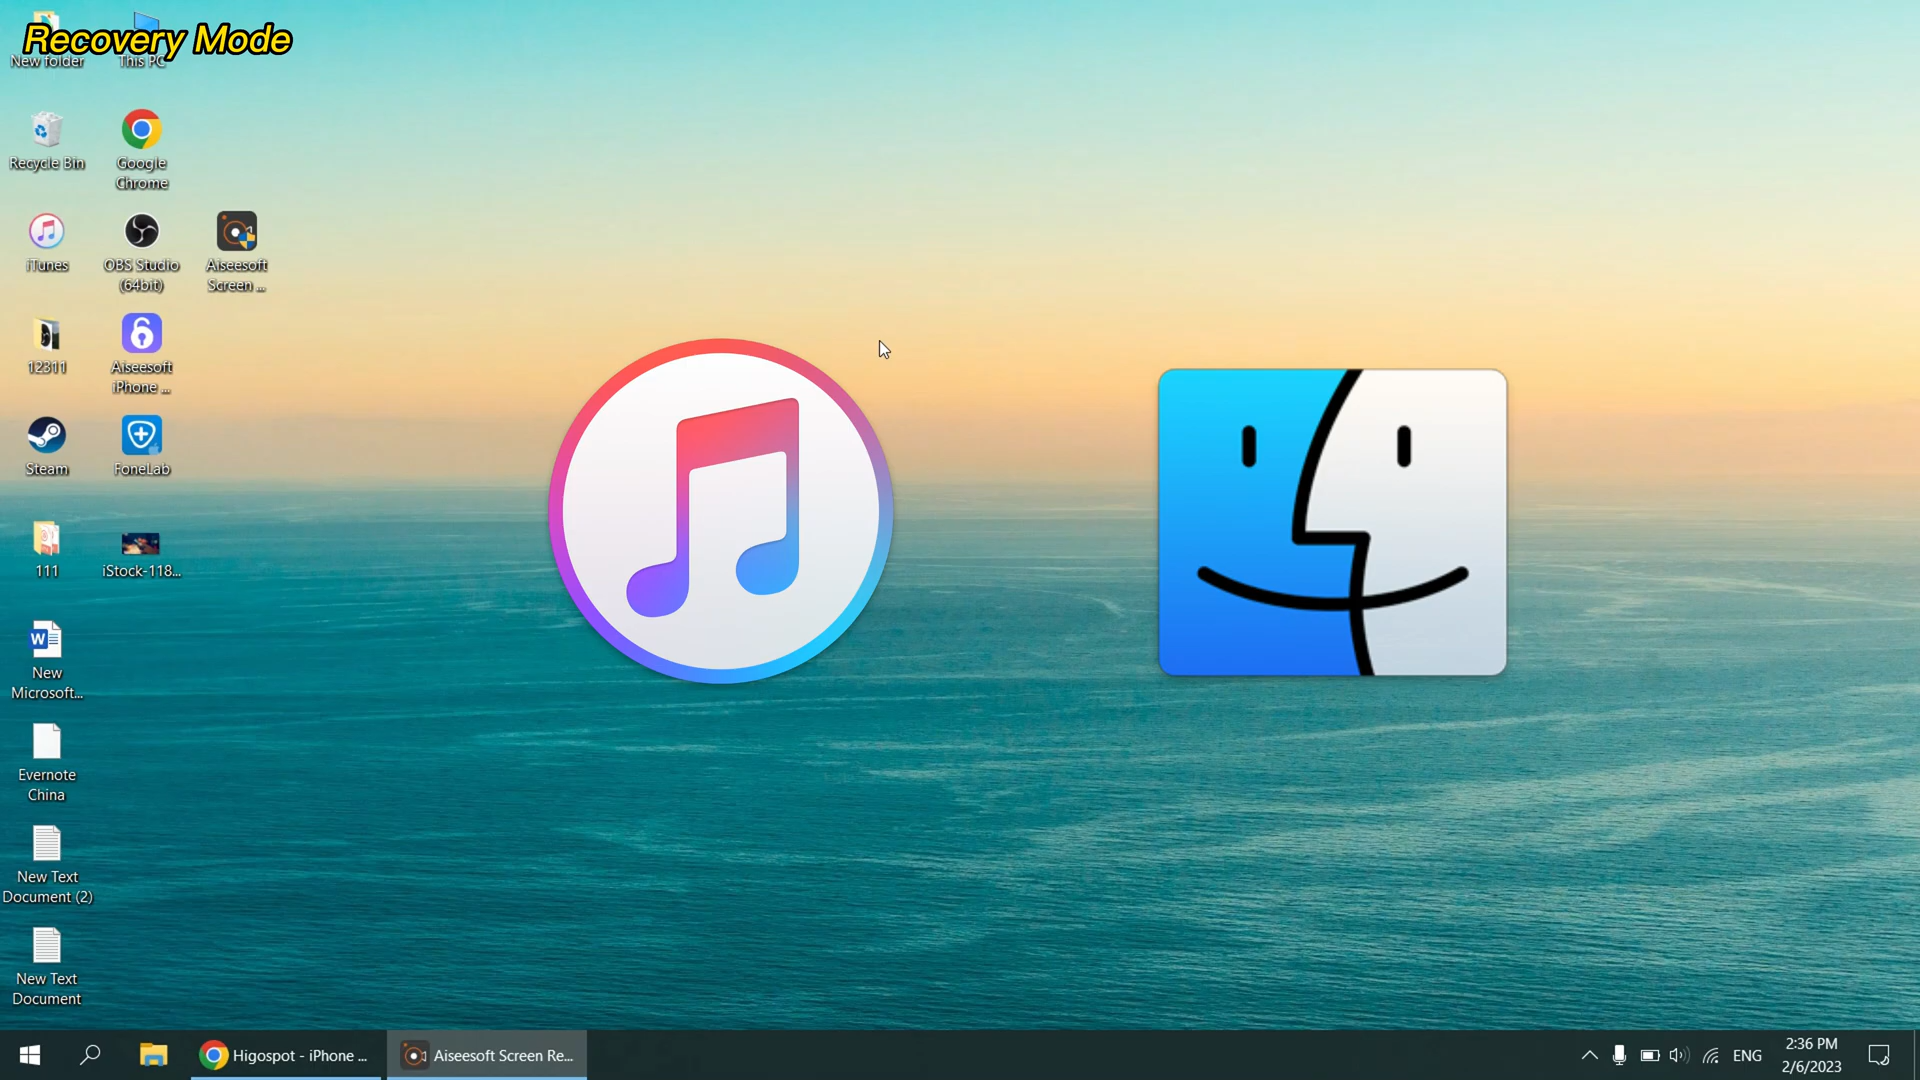 Recovery Mode
New folder
This PC
Recycle Bin
Google
Chrome
iTunes
OBS Studio
(64bit)
Aiseesoft
Screen ...
12311
Aiseesoft
iPhone ...
Steam
FoneLab
111
iStock-118...
W
New
Microsoft...
Evernote
China
New Text
Document (2)
New Text
Document
Higospot - iPhone ...
Aiseesoft Screen Re...
ENG
2:36 PM
2/6/2023